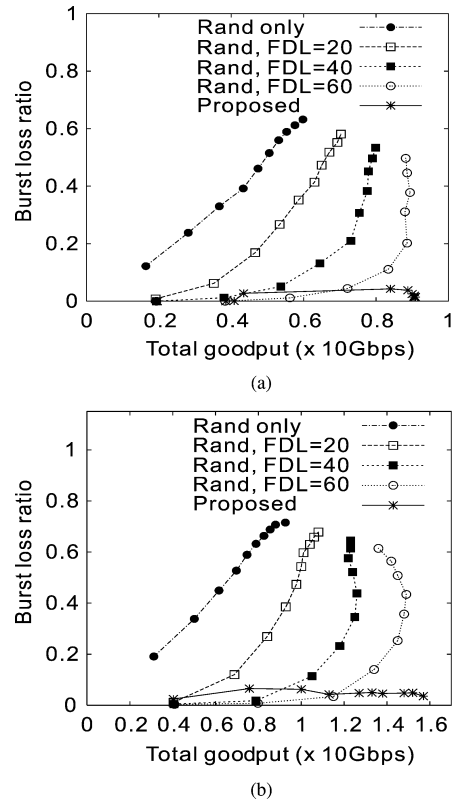 Rand only
Rand, FDL=20
Rand, FDL=40
Rand, FDL=60
Proposed
1
0.8
0.6
0.4
0.2
0
Burst loss ratio
0 0.2 0.4 0.6 0.8 1
Total goodput (x 10Gbps)
(a)
Rand only
Rand, FDL=20
Rand, FDL=40
Rand, FDL=60
Proposed
1
0.8
0.6
0.4
0.2
0
Burst loss ratio
0 0.2 0.4 0.6 0.8 1 1.2 1.4 1.6
Total goodput (x 10Gbps)
(b)